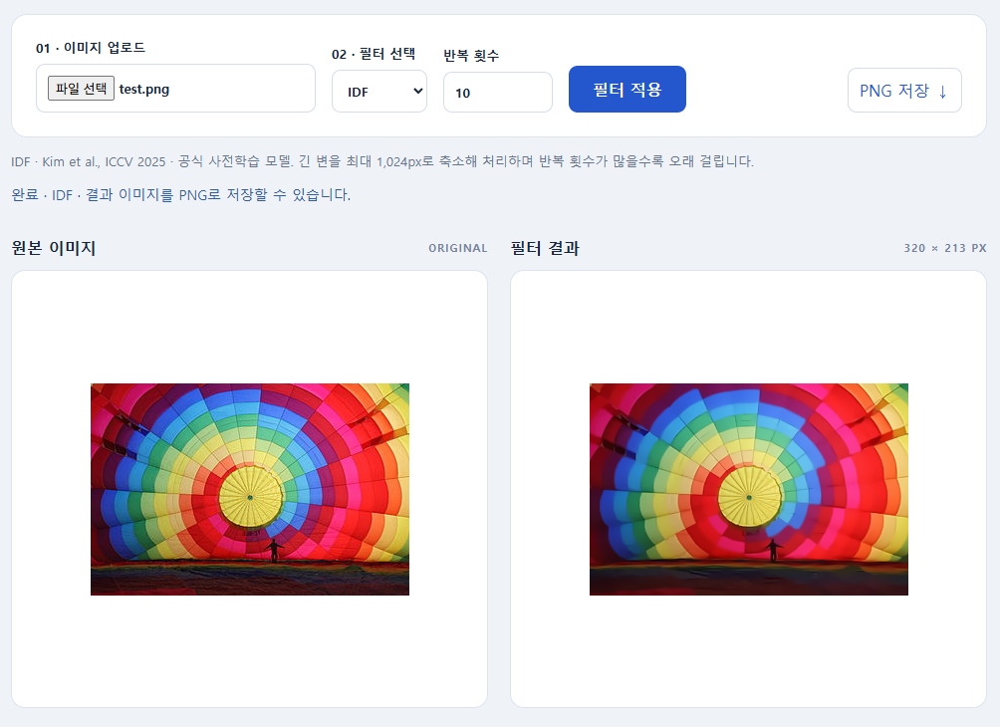 01 · 이미지 업로드
02 · 필터 선택
반복 횟수
파일 선택 test.png
IDF
10
필터 적용
PNG 저장 ↓
IDF · Kim et al., ICCV 2025 · 공식 사전학습 모델. 긴 변을 최대 1,024px로 축소해 처리하며 반복 횟수가 많을수록 오래 걸립니다.
완료 · IDF · 결과 이미지를 PNG로 저장할 수 있습니다.
원본 이미지
ORIGINAL
필터 결과
320 × 213 PX